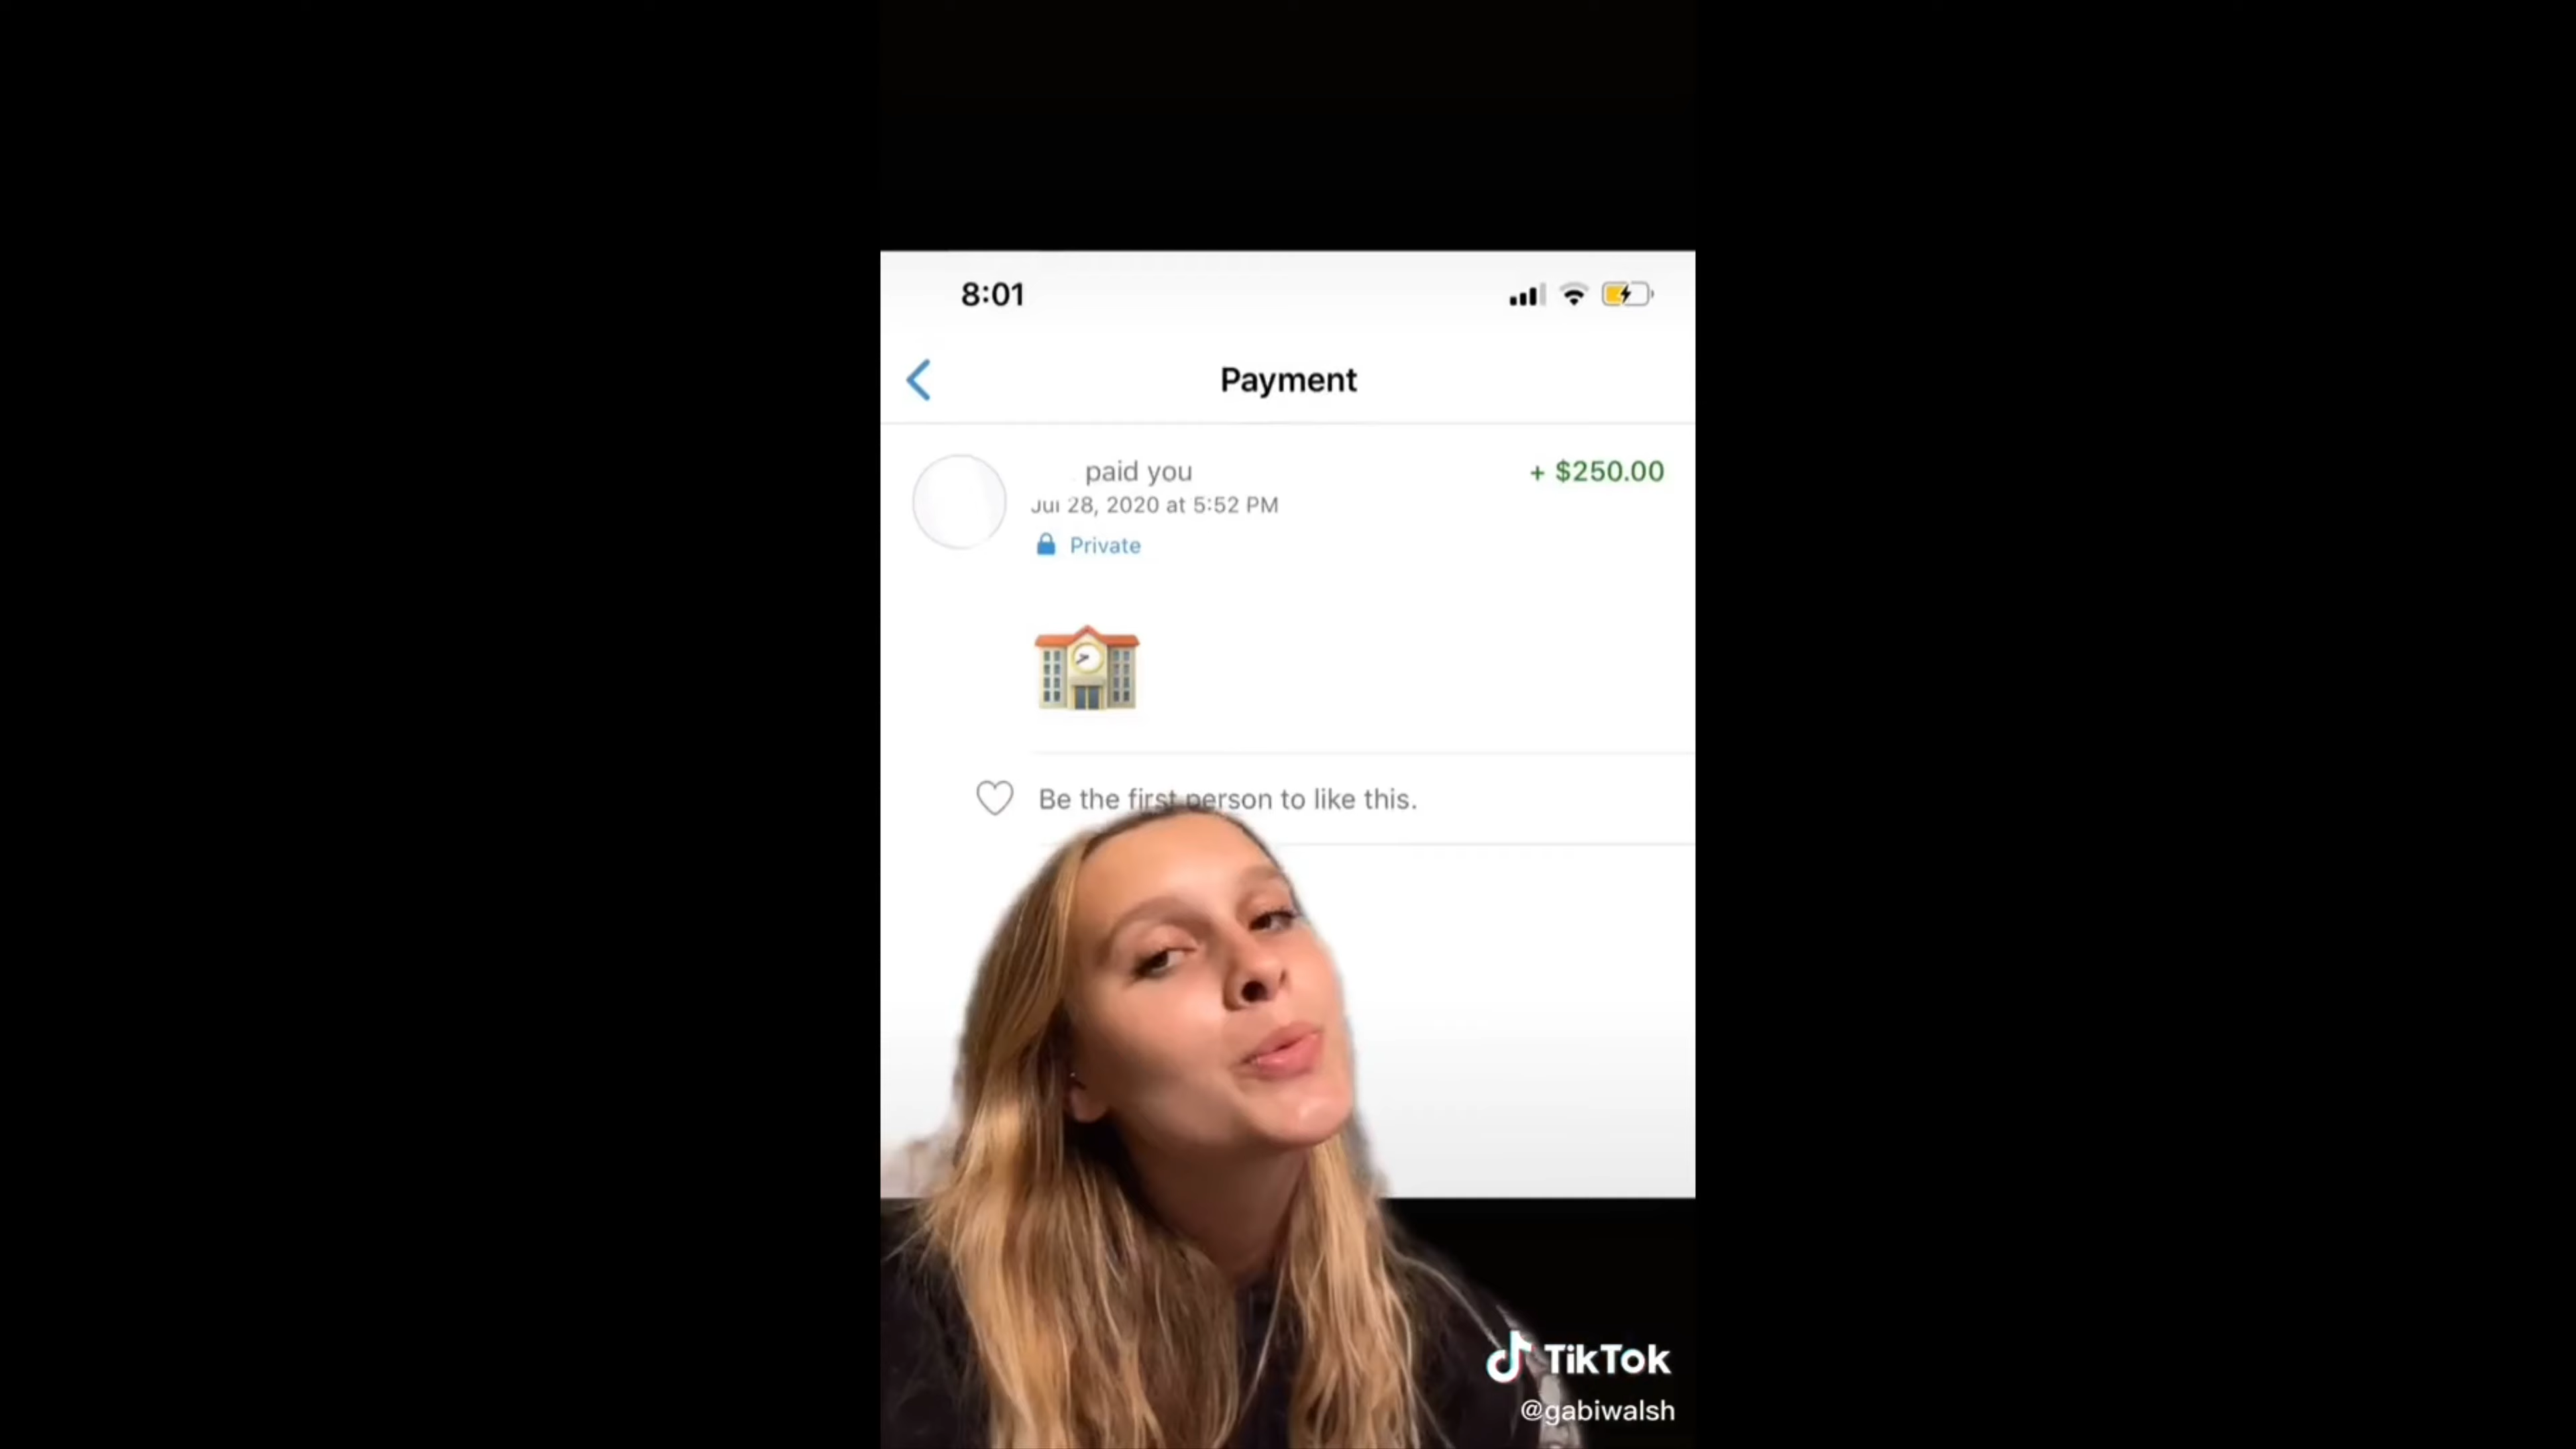 8:01
Payment
paid you
+ $250.00
Jul 28, 2020 at 5:52 PM
Private
Be the first person to like this.
TikTok
@gabiwalsh